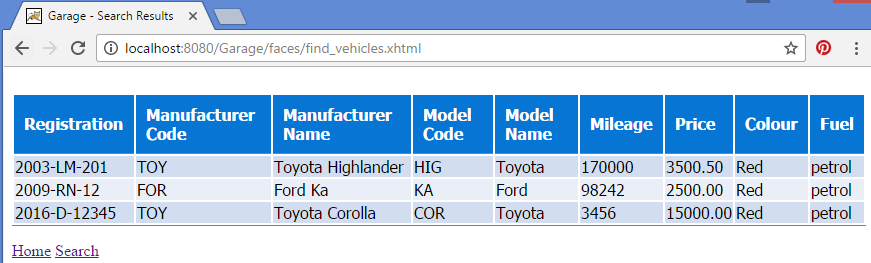 Garage - Search Results
localhost:8080/Garage/faces/find_vehicles.xhtml
Registration Manufacturer Code Manufacturer Name Model Code Model Name Mileage Price Colour Fuel
2003-LM-201 TOY Toyota Highlander HIG Toyota 170000 3500.50 Red petrol
2009-RN-12 FOR Ford Ka KA Ford 98242 2500.00 Red petrol
2016-D-12345 TOY Toyota Corolla COR Toyota 3456 15000.00 Red petrol
Home Search